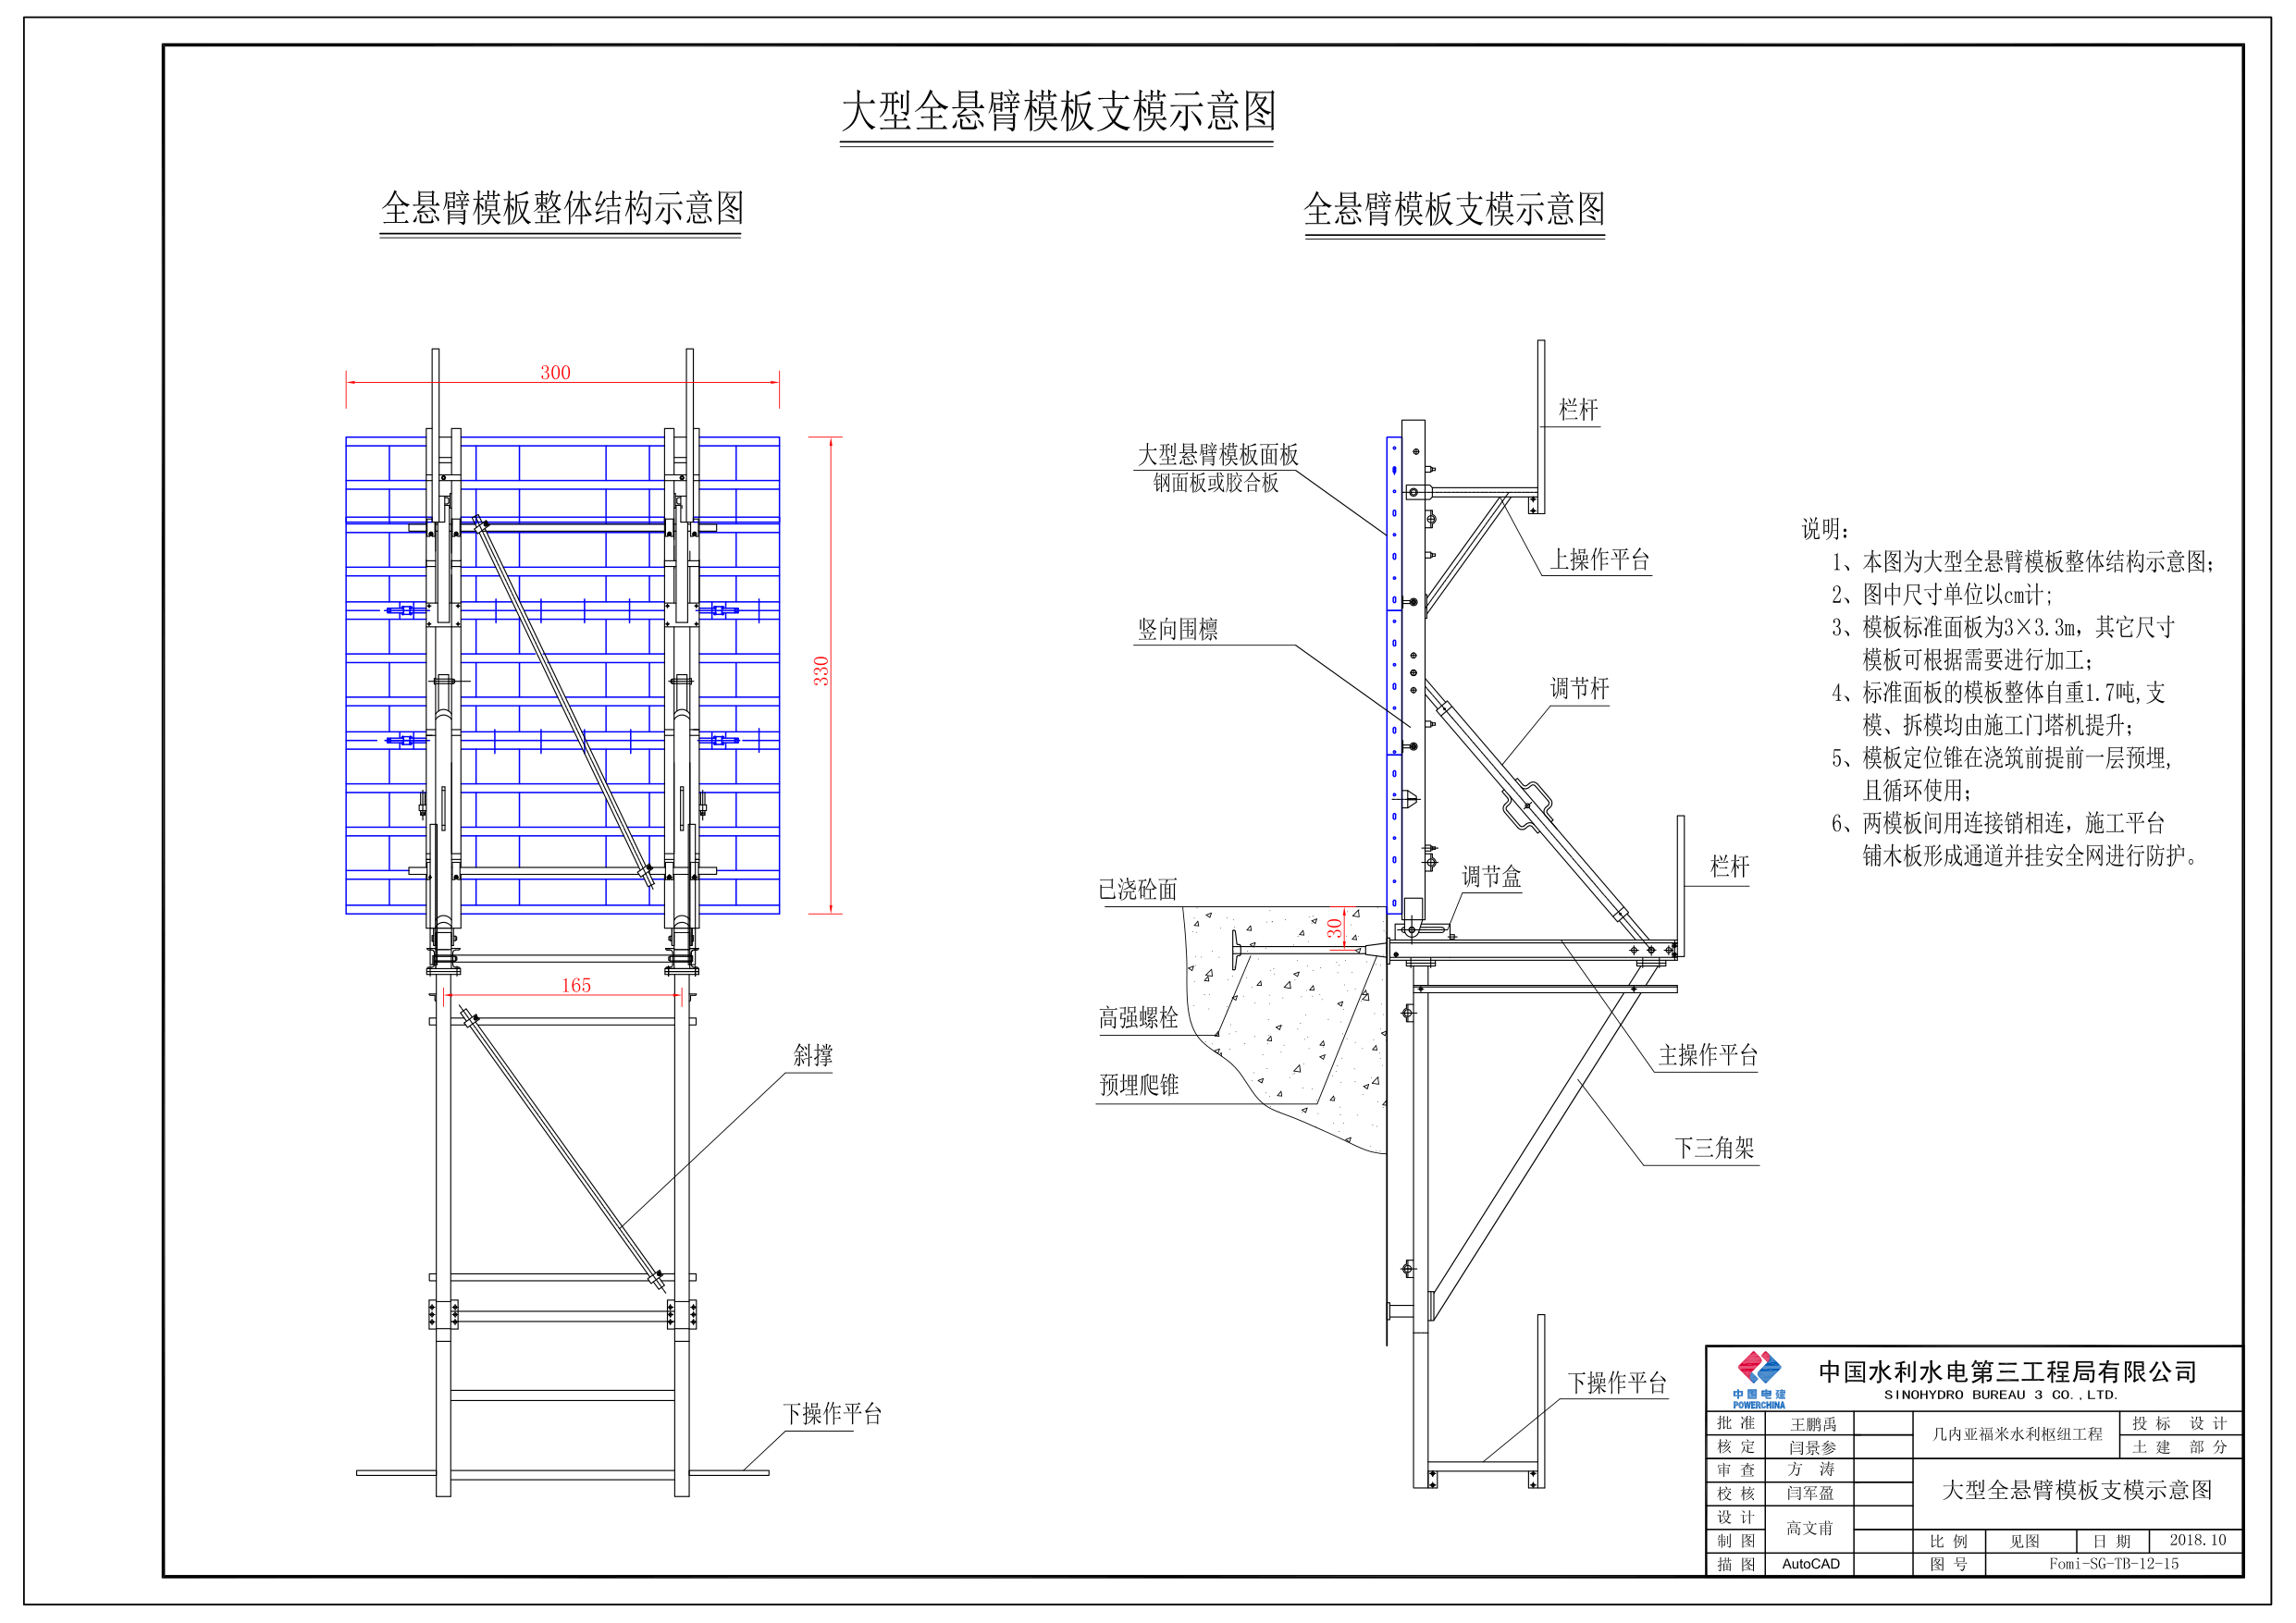 大型全悬臂模板支模示意图
全悬臂模板整体结构示意图
全悬臂模板支模示意图
300
330
165
斜撑
下操作平台
栏杆
大型悬臂模板面板
钢面板或胶合板
上操作平台
竖向围檩
调节杆
调节盒
栏杆
已浇砼面
30
高强螺栓
预埋爬锥
主操作平台
下三角架
下操作平台
说明:
1、本图为大型全悬臂模板整体结构示意图;
2、图中尺寸单位以cm计;
3、模板标准面板为3×3.3m，其它尺寸
模板可根据需要进行加工;
4、标准面板的模板整体自重1.7吨,支
模、拆模均由施工门塔机提升;
5、模板定位锥在浇筑前提前一层预埋,
且循环使用;
6、两模板间用连接销相连，施工平台
铺木板形成通道并挂安全网进行防护。
中国电建
POWERCHINA
中国水利水电第三工程局有限公司
SINOHYDRO BUREAU 3 CO.,LTD.
批 准 王鹏禹
核 定 闫景参
审 查 方 涛
校 核 闫军盈
设 计 高文甫
制 图
描 图 AutoCAD
几内亚福米水利枢纽工程
投 标 设 计
土 建 部 分
大型全悬臂模板支模示意图
比 例 见图 日 期 2018.10
图 号 Fomi-SG-TB-12-15